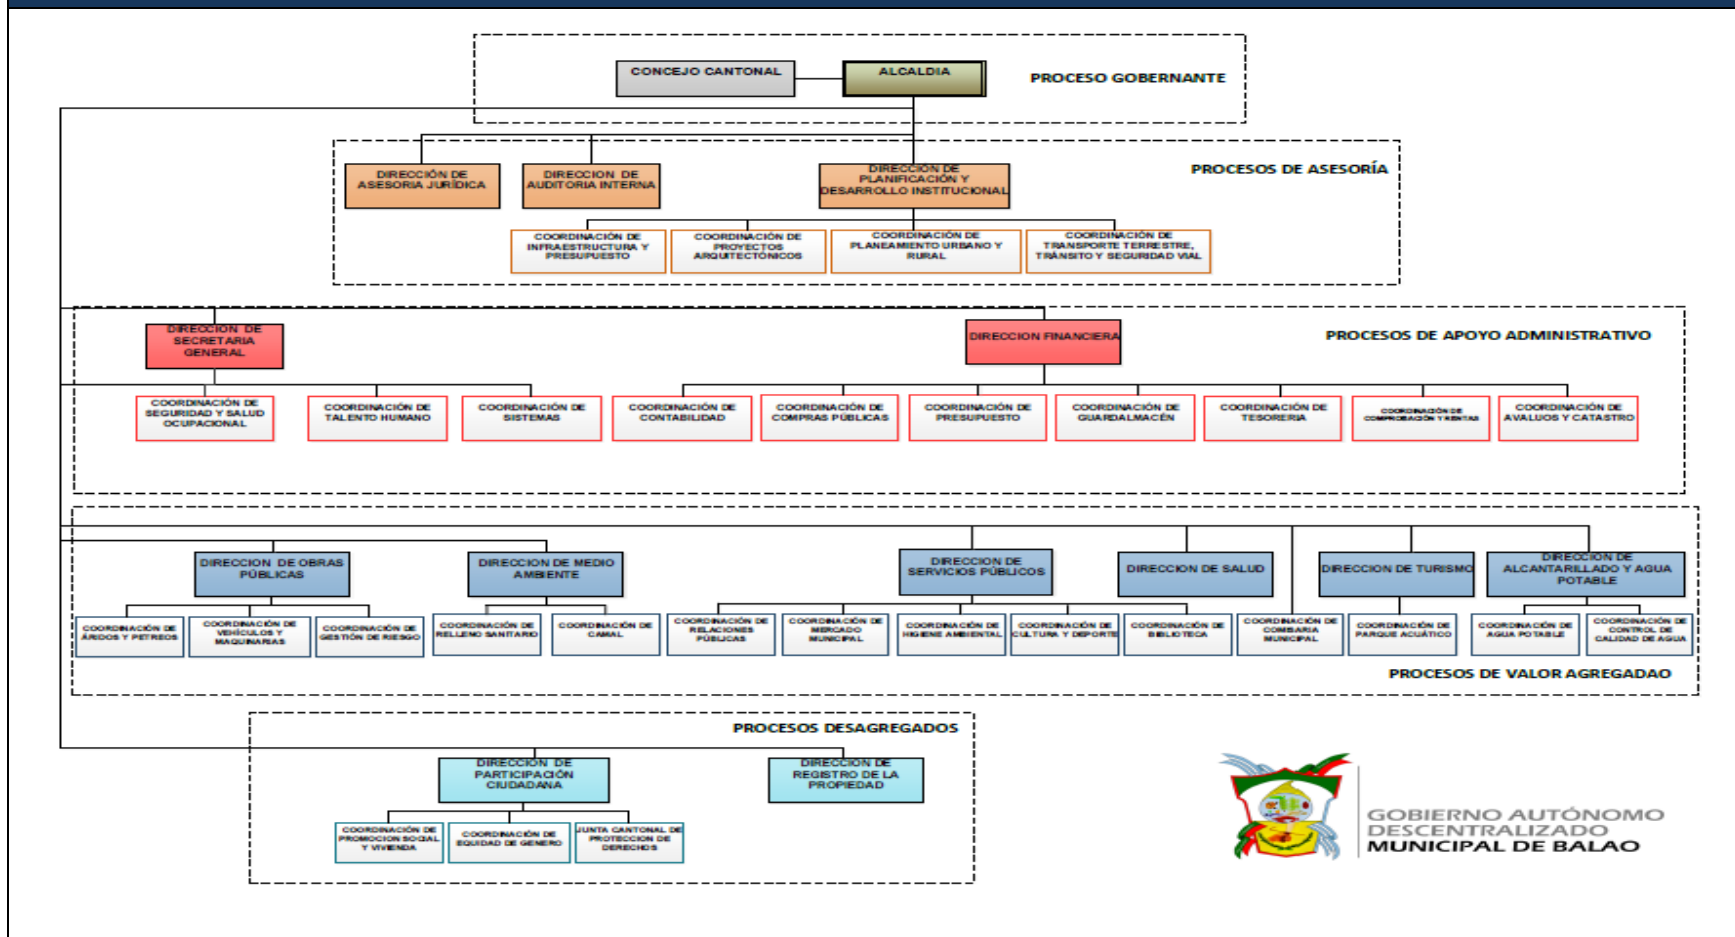 CONCEJO CANTONAL
ALCALDIA
PROCESO GOBERNANTE
PROCESOS DE ASESORÍA
DIRECCIÓN DE
ASESORIA JURÍDICA
DIRECCION DE
AUDITORIA INTERNA
DIRECCIÓN DE
PLANIFICACIÓN Y
DESARROLLO INSTITUCIONAL
COORDINACIÓN DE
INFRAESTRUCTURA Y
PRESUPUESTO
COORDINACIÓN DE
PROYECTOS
ARQUITECTÓNICOS
COORDINACIÓN DE
PLANEAMIENTO URBANO Y
RURAL
COORDINACIÓN DE
TRANSPORTE TERRESTRE,
TRÁNSITO Y SEGURIDAD VIAL
DIRECCION DE
SECRETARIA
GENERAL
DIRECCION FINANCIERA
PROCESOS DE APOYO ADMINISTRATIVO
COORDINACIÓN DE
SEGURIDAD Y SALUD
OCUPACIONAL
COORDINACIÓN DE
TALENTO HUMANO
COORDINACIÓN DE
SISTEMAS
COORDINACIÓN DE
CONTABILIDAD
COORDINACIÓN DE
COMPRAS PÚBLICAS
COORDINACIÓN DE
PRESUPUESTO
COORDINACIÓN DE
GUARDALMACÉN
COORDINACIÓN DE
TESORERIA
COORDINACIÓN DE
COMPROBACIÓN Y RENTAS
COORDINACIÓN DE
AVALUOS Y CATASTRO
DIRECCION DE OBRAS
PÚBLICAS
DIRECCION DE MEDIO
AMBIENTE
DIRECCION DE
SERVICIOS PÚBLICOS
DIRECCION DE SALUD
DIRECCION DE TURISMO
DIRECCION DE
ALCANTARILLADO Y AGUA
POTABLE
COORDINACIÓN DE
ÁRIDOS Y PETREOS
COORDINACIÓN DE
VEHÍCULOS Y
MAQUINARIAS
COORDINACIÓN DE
GESTIÓN DE RIESGO
COORDINACIÓN DE
RELLENO SANITARIO
COORDINACIÓN DE
CAMAL
COORDINACIÓN DE
RELACIONES
PÚBLICAS
COORDINACIÓN DE
MERCADO
MUNICIPAL
COORDINACIÓN DE
HIGIENE AMBIENTAL
COORDINACIÓN DE
CULTURA Y DEPORTE
COORDINACIÓN DE
BIBLIOTECA
COORDINACIÓN DE
COMISARIA
MUNICIPAL
COORDINACIÓN DE
PARQUE ACUÁTICO
COORDINACIÓN DE
AGUA POTABLE
COORDINACIÓN DE
CONTROL DE
CALIDAD DE AGUA
PROCESOS DE VALOR AGREGADAO
PROCESOS DESAGREGADOS
DIRECCION DE
PARTICIPACIÓN
CIUDADANA
DIRECCION DE
REGISTRO DE LA
PROPIEDAD
COORDINACIÓN DE
PROMOCION SOCIAL
Y VIVIENDA
COORDINACIÓN DE
EQUIDAD DE GENERO
JUNTA CANTONAL DE
PROTECCION DE
DERECHOS
GOBIERNO AUTÓNOMO
DESCENTRALIZADO
MUNICIPAL DE BALAO